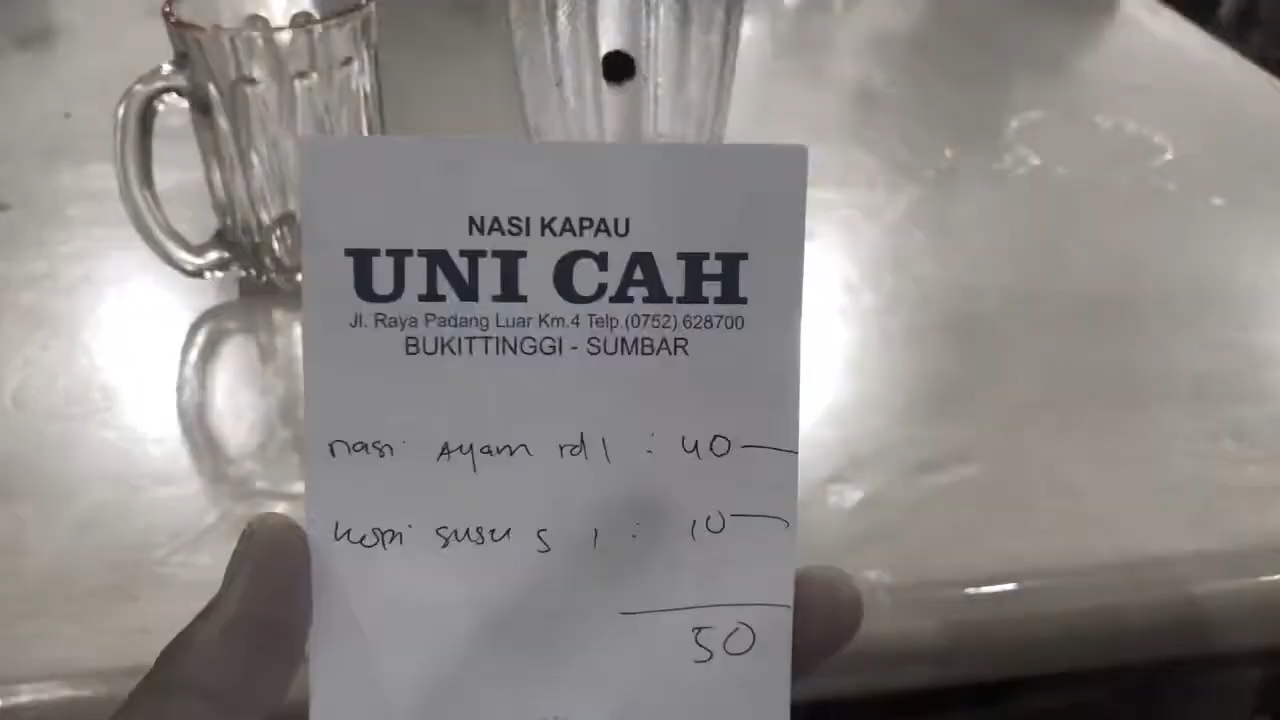 NASI KAPAU
UNI CAH
Jl. Raya Padang Luar Km.4 Telp.(0752) 628700
BUKITTINGGI - SUMBAR
nasi Ayam rd 1 : 40—
kopi susu s 1 : 10—
50